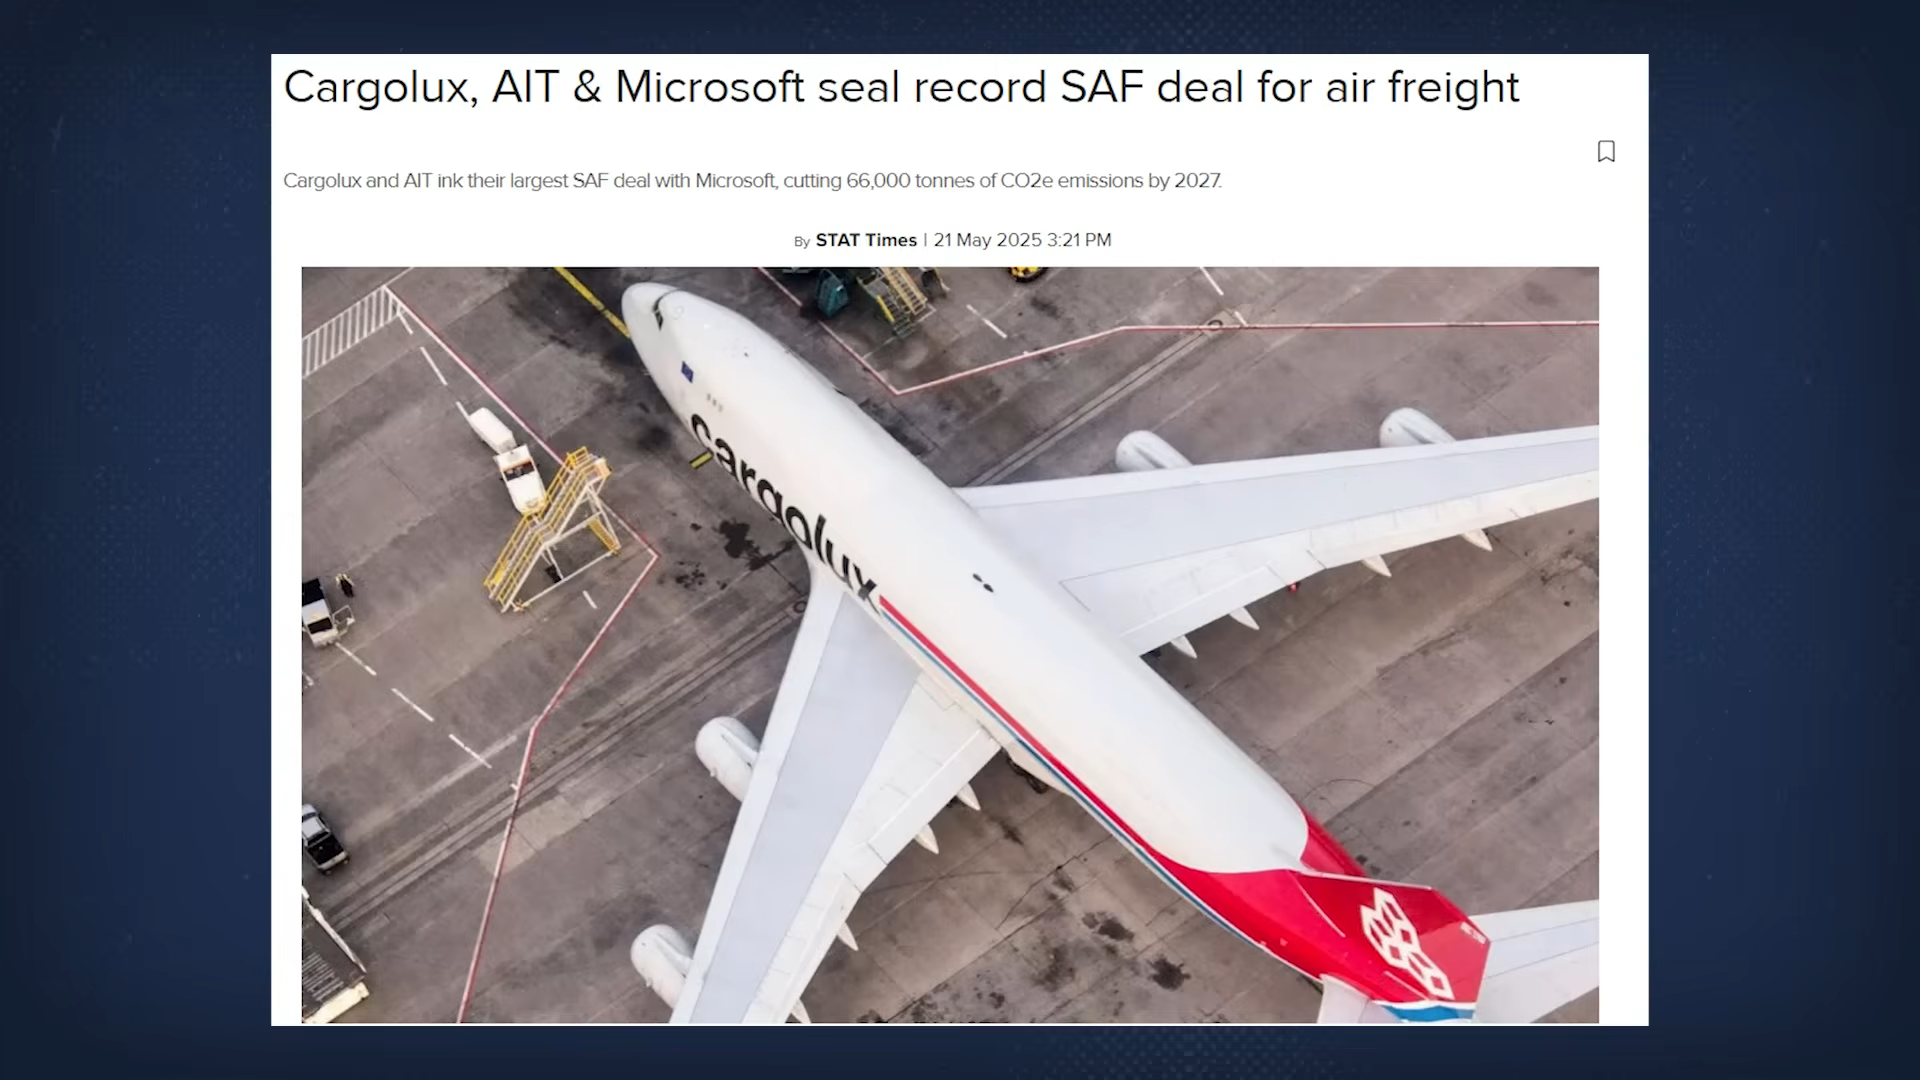 Cargolux, AIT & Microsoft seal record SAF deal for air freight
Cargolux and AIT ink their largest SAF deal with Microsoft, cutting 66,000 tonnes of CO2e emissions by 2027.
By STAT Times | 21 May 2025 3:21 PM
cargolux